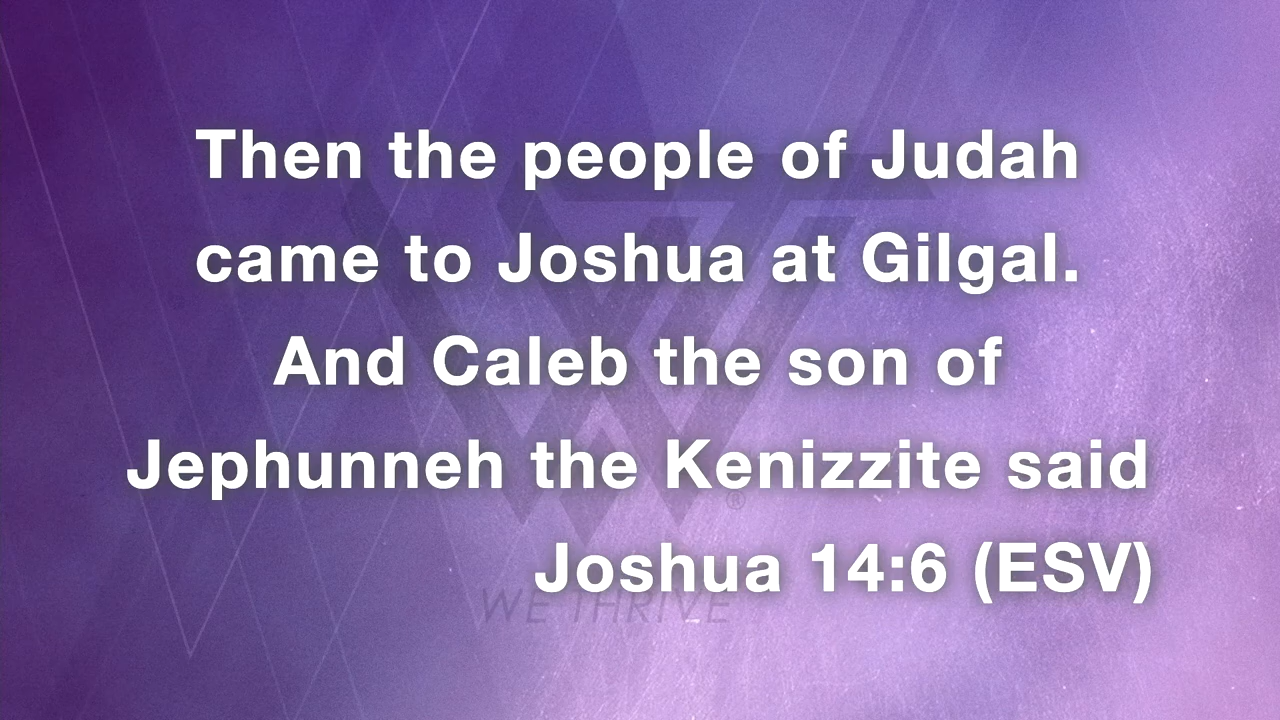 Then the people of Judah
came to Joshua at Gilgal.
And Caleb the son of
Jephunneh the Kenizzite said
®
Joshua 14:6 (ESV)
WE THRIVE